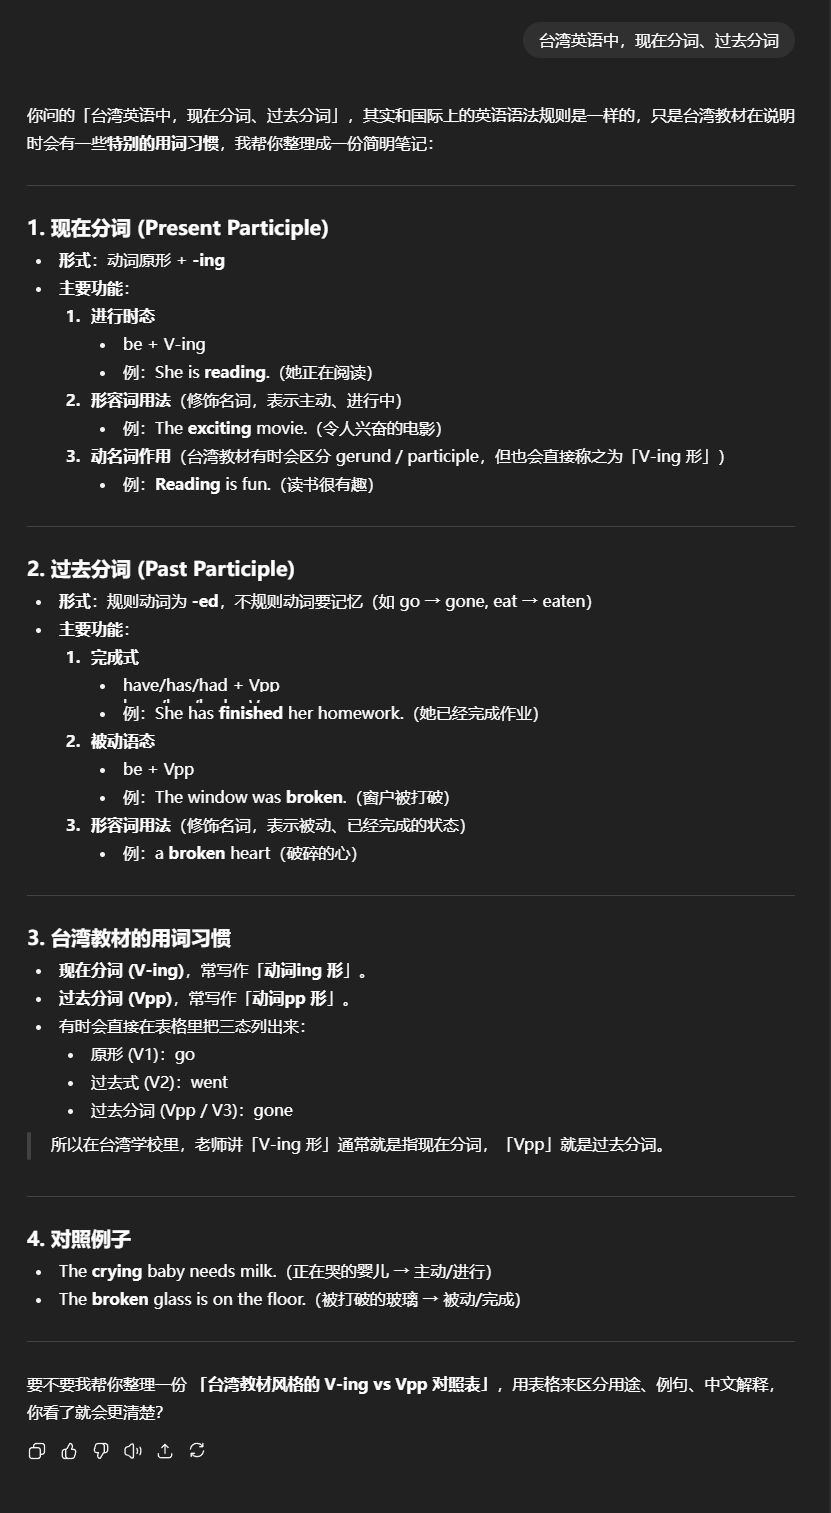 台湾英语中，现在分词、过去分词
你问的「台湾英语中，现在分词、过去分词」，其实和国际上的英语语法规则是一样的，只是台湾教材在说明
时会有一些特别的用词习惯，我帮你整理成一份简明笔记：
1. 现在分词 (Present Participle)
• 形式：动词原形 + -ing
• 主要功能：
1. 进行时态
• be + V-ing
• 例：She is reading.（她正在阅读）
2. 形容词用法（修饰名词，表示主动、进行中）
• 例：The exciting movie.（令人兴奋的电影）
3. 动名词作用（台湾教材有时会区分 gerund / participle，但也会直接称之为「V-ing 形」）
• 例：Reading is fun.（读书很有趣）
2. 过去分词 (Past Participle)
• 形式：规则动词为 -ed，不规则动词要记忆（如 go → gone, eat → eaten）
• 主要功能：
1. 完成式
• have/has/had + Vpp
• 例：She has finished her homework.（她已经完成作业）
2. 被动语态
• be + Vpp
• 例：The window was broken.（窗户被打破）
3. 形容词用法（修饰名词，表示被动、已经完成的状态）
• 例：a broken heart（破碎的心）
3. 台湾教材的用词习惯
• 现在分词 (V-ing)，常写作「动词ing 形」。
• 过去分词 (Vpp)，常写作「动词pp 形」。
• 有时会直接在表格里把三态列出来：
• 原形 (V1)：go
• 过去式 (V2)：went
• 过去分词 (Vpp / V3)：gone
所以在台湾学校里，老师讲「V-ing 形」通常就是指现在分词，「Vpp」就是过去分词。
4. 对照例子
• The crying baby needs milk.（正在哭的婴儿 → 主动/进行）
• The broken glass is on the floor.（被打破的玻璃 → 被动/完成）
要不要我帮你整理一份「台湾教材风格的 V-ing vs Vpp 对照表」，用表格来区分用途、例句、中文解释，
你看了就会更清楚？